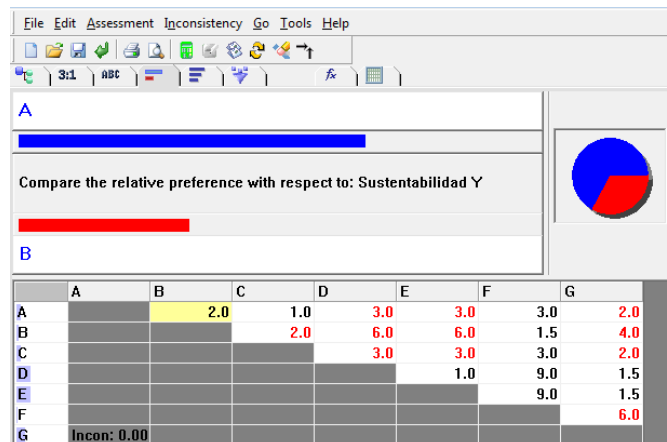 File Edit Assessment Inconsistency Go Tools Help
3:1 ABC fx
A
Compare the relative preference with respect to: Sustentabilidad Y
B
A B C D E F G
A 2.0 1.0 3.0 3.0 3.0 2.0
B 2.0 6.0 6.0 1.5 4.0
C 3.0 3.0 3.0 2.0
D 1.0 9.0 1.5
E 9.0 1.5
F 6.0
G Incon: 0.00